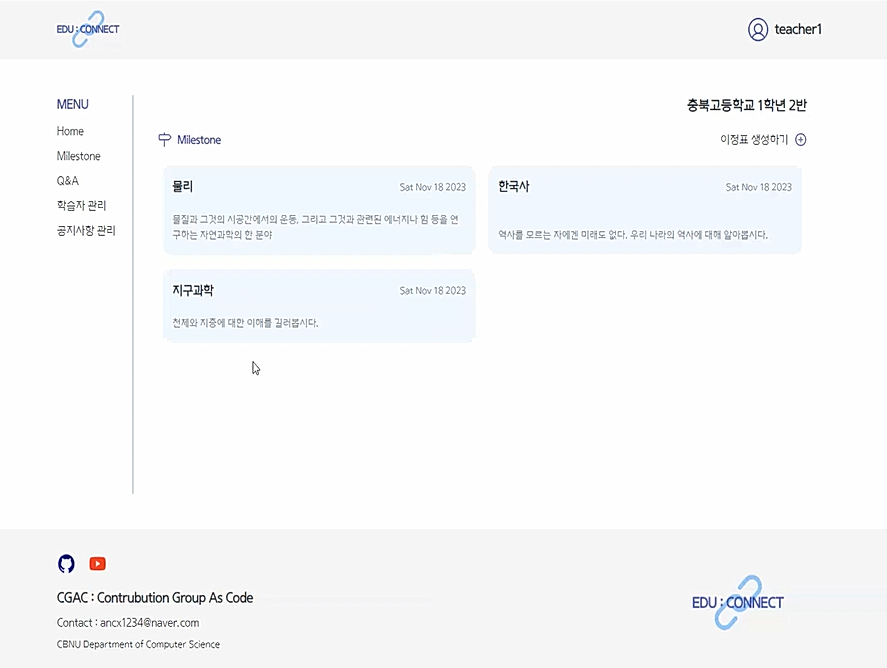 EDU : CONNECT
teacher1
MENU
Home
Milestone
Q&A
학습자 관리
공지사항 관리
충북고등학교 1학년 2반
Milestone
이정표 생성하기
물리
Sat Nov 18 2023
물질과 그것의 시공간에서의 운동, 그리고 그것과 관련된 에너지나 힘 등을 연
구하는 자연과학의 한 분야
한국사
Sat Nov 18 2023
역사를 모르는 자에겐 미래도 없다. 우리 나라의 역사에 대해 알아봅시다.
지구과학
Sat Nov 18 2023
천체와 지층에 대한 이해를 길러봅시다.
CGAC : Contrubution Group As Code
Contact : ancx1234@naver.com
CBNU Department of Computer Science
EDU : CONNECT